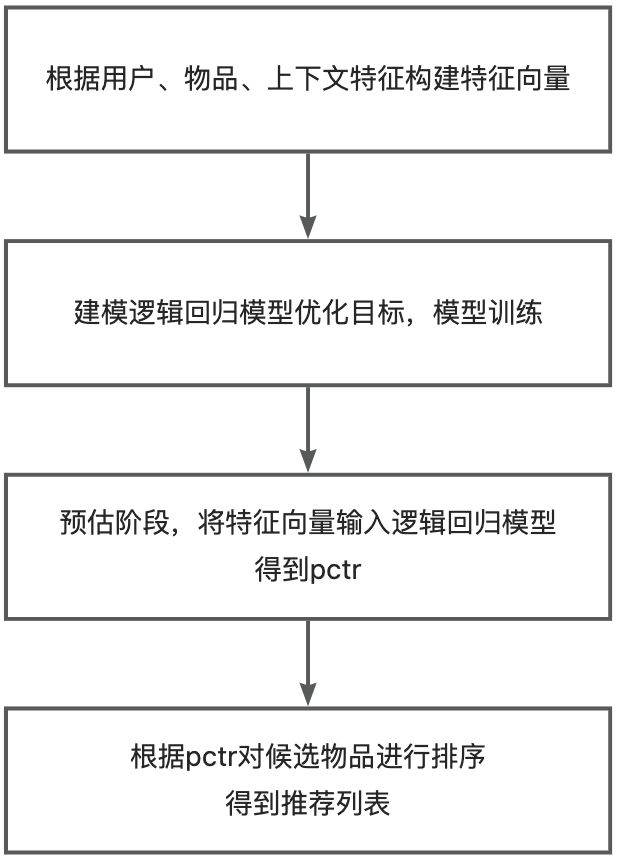 根据用户、物品、上下文特征构建特征向量
建模逻辑回归模型优化目标，模型训练
预估阶段，将特征向量输入逻辑回归模型
得到pctr
根据pctr对候选物品进行排序
得到推荐列表